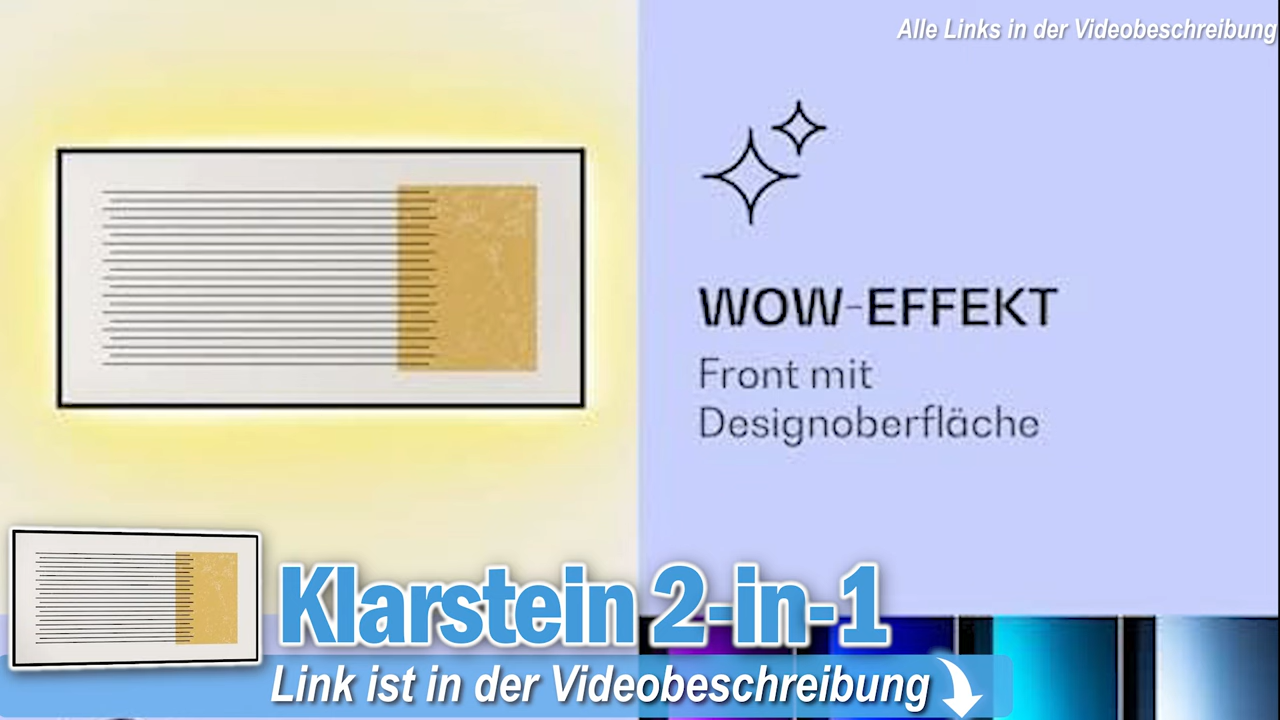 Alle Links in der Videobeschreibung
WOW-EFFEKT
Front mit
Designoberfläche
Klarstein 2-in-1
Link ist in der Videobeschreibung